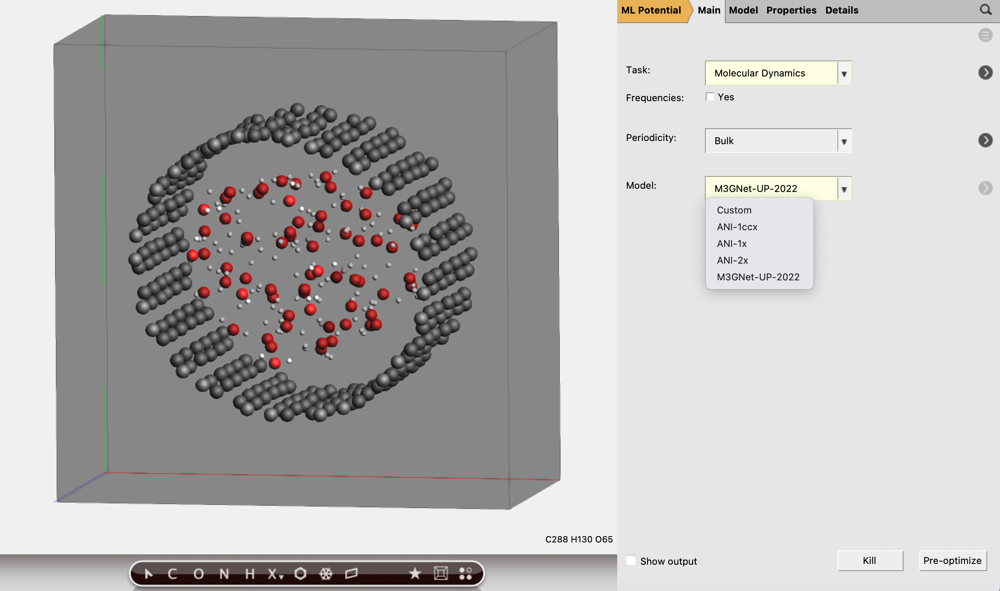 ML Potential Main Model Properties Details
Task: Molecular Dynamics
Frequencies: Yes
Periodicity: Bulk
Model: M3GNet-UP-2022
Custom
ANI-1ccx
ANI-1x
ANI-2x
M3GNet-UP-2022
C288 H130 O65
Show output Kill Pre-optimize
C O N H X